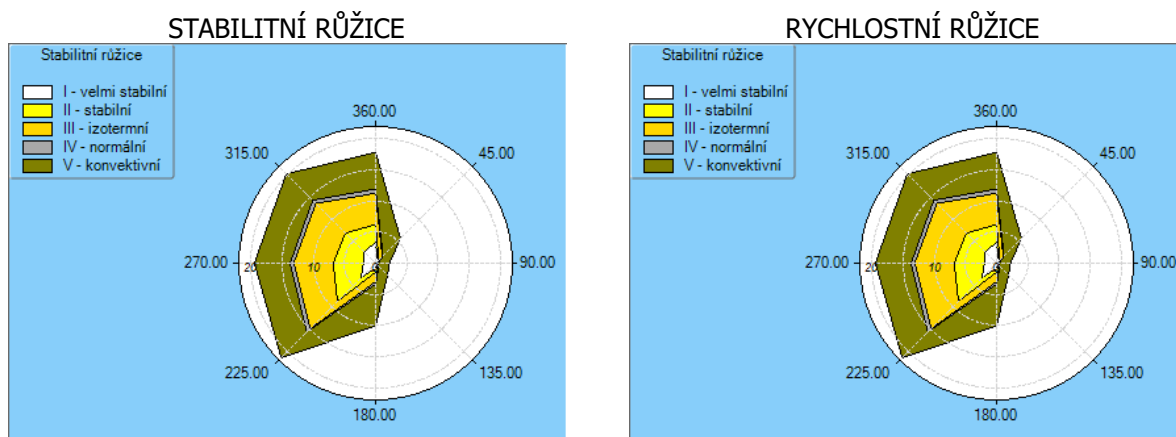 STABILITNÍ RŮŽICE
Stabilitní růžice
I - velmi stabilní
II - stabilní
III - izotermní
IV - normální
V - konvektivní
360.00
315.00
45.00
270.00
20
10
90.00
225.00
135.00
180.00
RYCHLOSTNÍ RŮŽICE
Stabilitní růžice
I - velmi stabilní
II - stabilní
III - izotermní
IV - normální
V - konvektivní
360.00
315.00
45.00
270.00
20
10
90.00
225.00
135.00
180.00